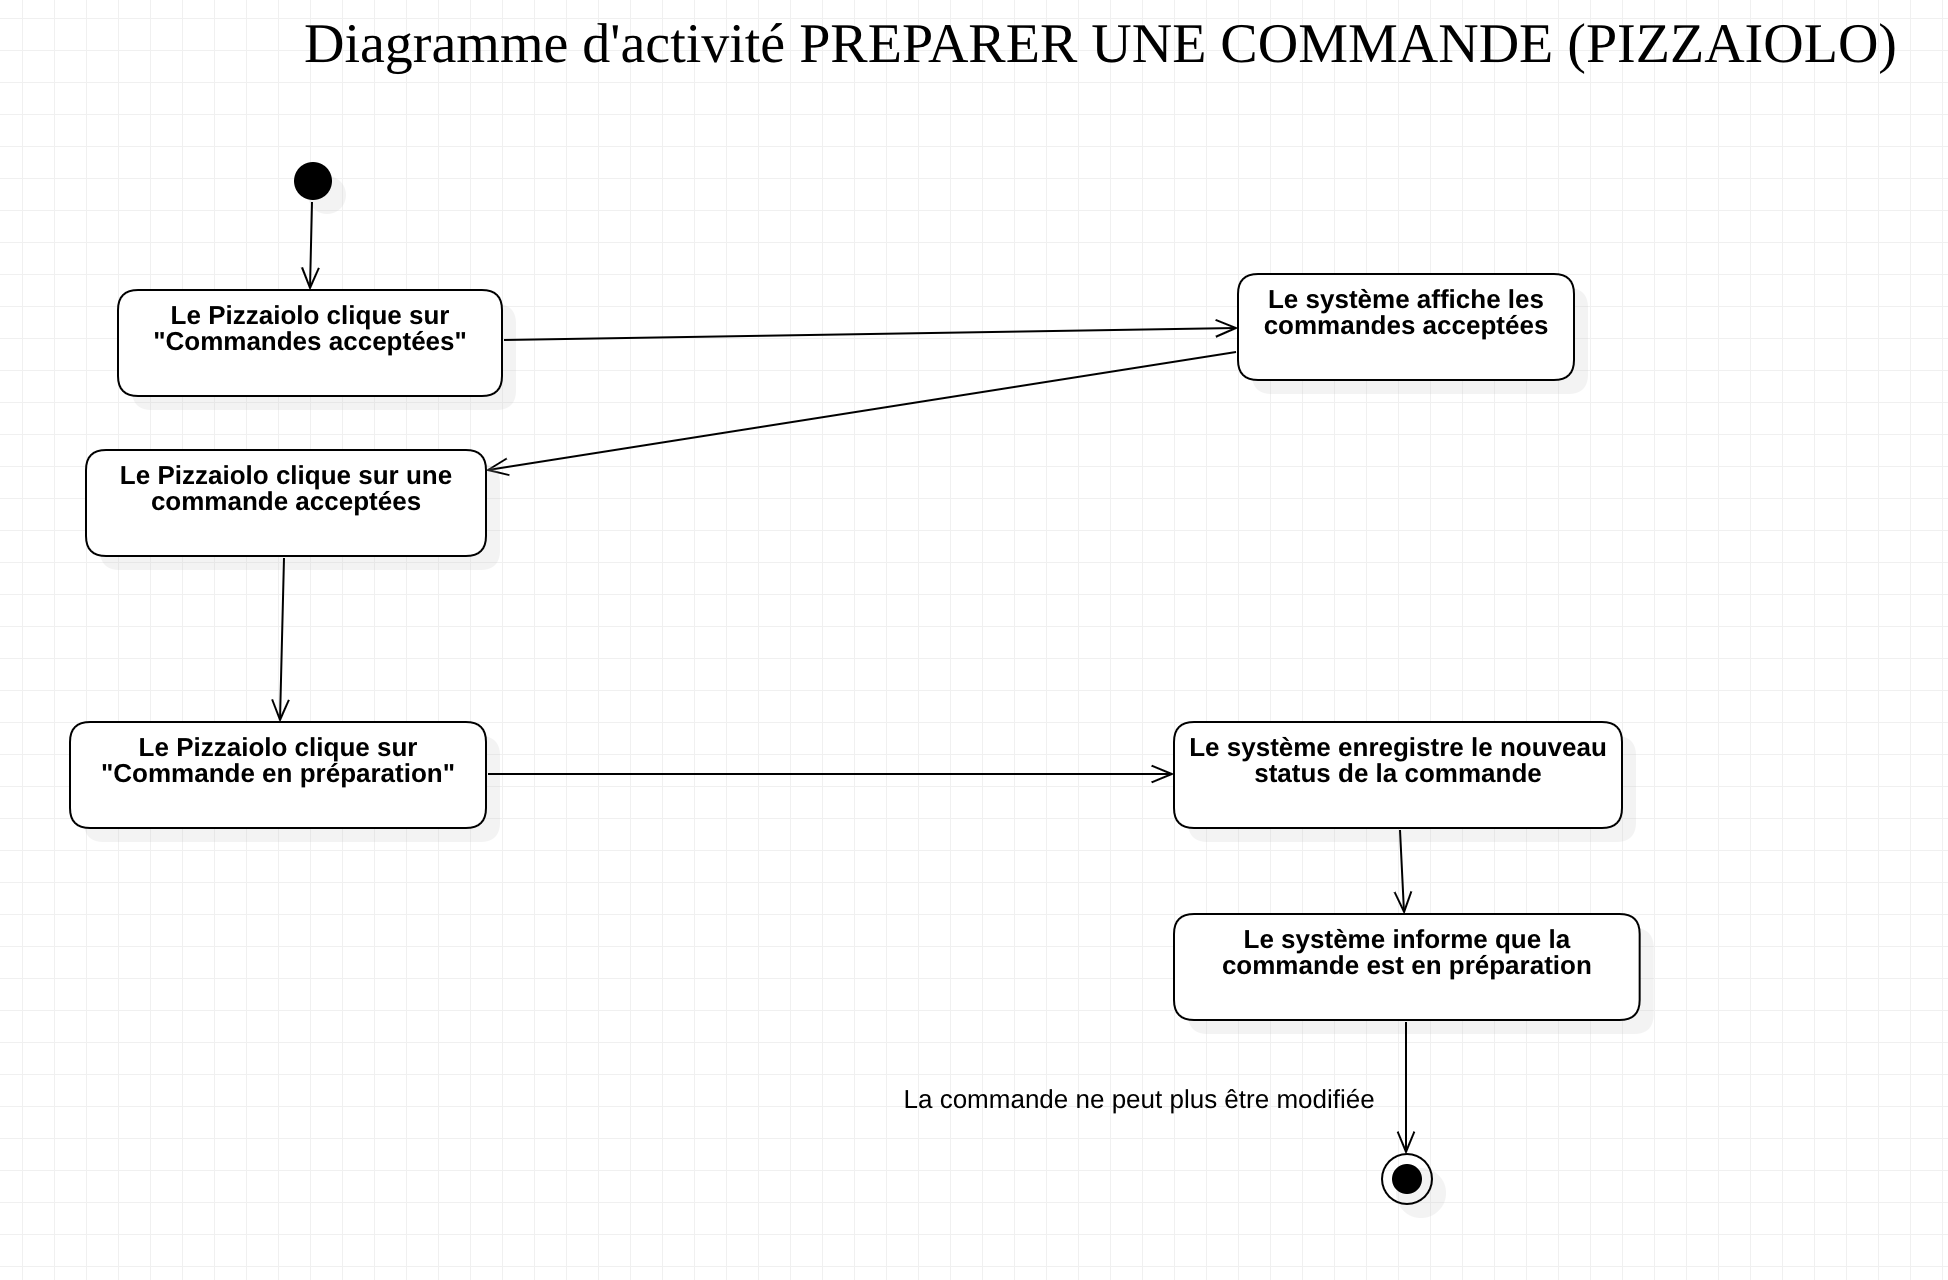 Diagramme d'activité PREPARER UNE COMMANDE (PIZZAIOLO)
Le Pizzaiolo clique sur
"Commandes acceptées"
Le système affiche les
commandes acceptées
Le Pizzaiolo clique sur une
commande acceptées
Le Pizzaiolo clique sur
"Commande en préparation"
Le système enregistre le nouveau
status de la commande
Le système informe que la
commande est en préparation
La commande ne peut plus être modifiée